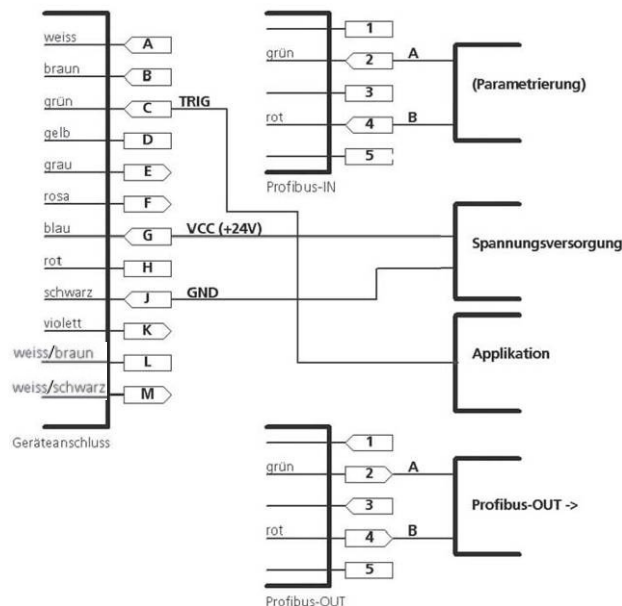 weiss
A
braun
B
grün
C
TRIG
gelb
D
grau
E
rosa
F
blau
G
VCC (+24V)
rot
H
schwarz
J
GND
violett
K
weiss/braun
L
weiss/schwarz
M
Geräteanschluss
1
grün
2
A
3
rot
4
B
5
Profibus-IN
(Parametrierung)
Spannungsversorgung
Applikation
1
grün
2
A
3
rot
4
B
5
Profibus-OUT
Profibus-OUT ->